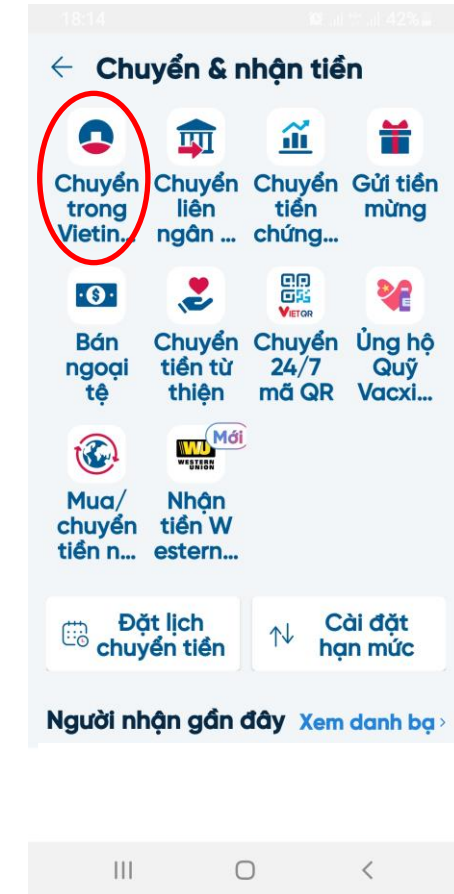 18:14
42%
Chuyển & nhận tiền
Chuyển
trong
Vietin...
Chuyển
liên
ngân ...
Chuyển
tiền
chứng...
Gửi tiền
mừng
Bán
ngoại
tệ
Chuyển
tiền từ
thiện
VIETQR
Chuyển
24/7
mã QR
Ủng hộ
Quỹ
Vacxi...
Mua/
chuyển
tiền n...
Mới
WU
WESTERN
UNION
Nhận
tiền W
estern...
Đặt lịch
chuyển tiền
Cài đặt
hạn mức
Người nhận gần đây Xem danh bạ